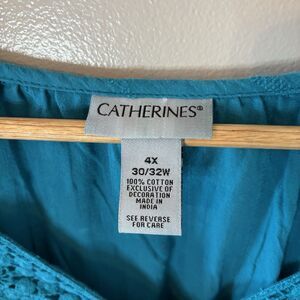 CATHERINES®
4X
30/32W
100% COTTON
EXCLUSIVE OF
DECORATION
MADE IN
INDIA
SEE REVERSE
FOR CARE